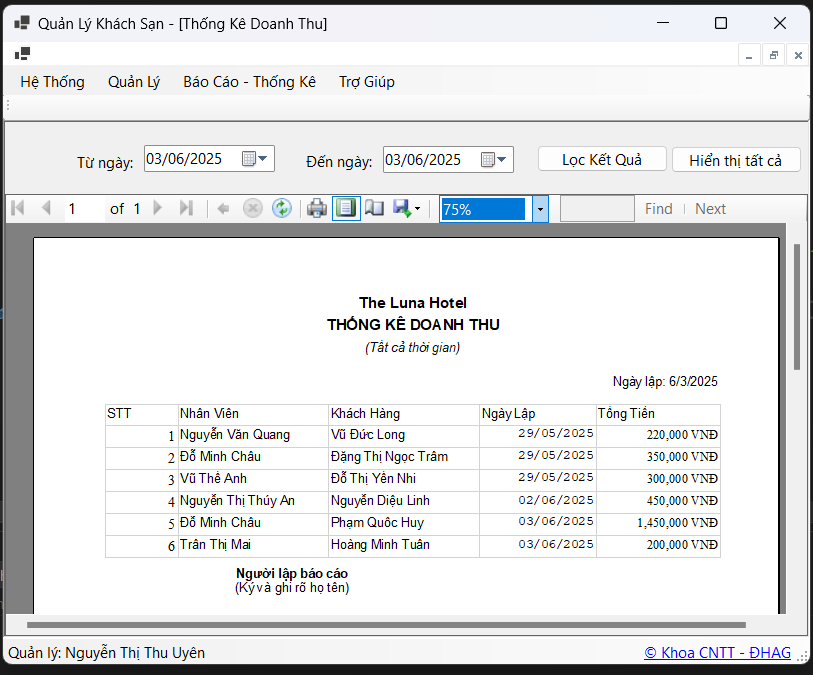 Quản Lý Khách Sạn - [Thống Kê Doanh Thu]
Hệ Thống Quản Lý Báo Cáo - Thống Kê Trợ Giúp
Từ ngày: 03/06/2025 Đến ngày: 03/06/2025 Lọc Kết Quả Hiển thị tất cả
1 of 1 75% Find Next
The Luna Hotel
THỐNG KÊ DOANH THU
(Tất cả thời gian)
Ngày lập: 6/3/2025
STT Nhân Viên Khách Hàng Ngày Lập Tổng Tiền
1 Nguyễn Văn Quang Vũ Đức Long 29/05/2025 220,000 VNĐ
2 Đỗ Minh Châu Đặng Thị Ngọc Trâm 29/05/2025 350,000 VNĐ
3 Vũ Thế Anh Đỗ Thị Yến Nhi 29/05/2025 300,000 VNĐ
4 Nguyễn Thị Thúy An Nguyễn Diệu Linh 02/06/2025 450,000 VNĐ
5 Đỗ Minh Châu Phạm Quốc Huy 03/06/2025 1,450,000 VNĐ
6 Trần Thị Mai Hoàng Minh Tuấn 03/06/2025 200,000 VNĐ
Người lập báo cáo
(Ký và ghi rõ họ tên)
Quản lý: Nguyễn Thị Thu Uyên © Khoa CNTT - ĐHAG